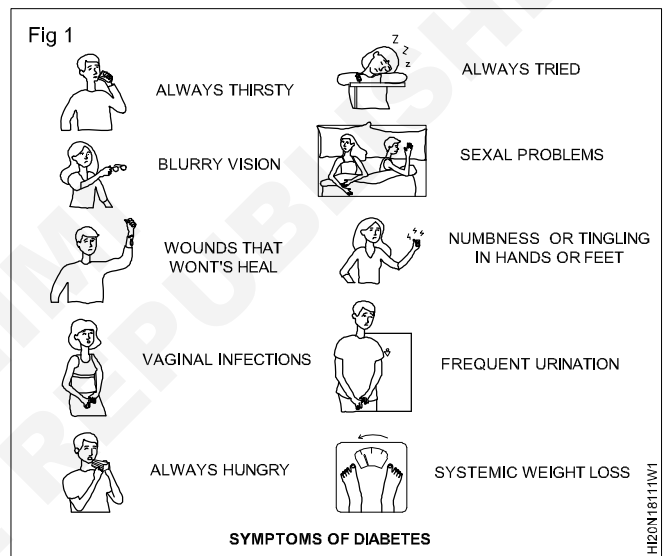 Fig 1
ALWAYS THIRSTY
ALWAYS TRIED
Z
Z
Z
BLURRY VISION
SEXAL PROBLEMS
WOUNDS THAT
WONT'S HEAL
NUMBNESS OR TINGLING
IN HANDS OR FEET
VAGINAL INFECTIONS
FREQUENT URINATION
ALWAYS HUNGRY
SYSTEMIC WEIGHT LOSS
SYMPTOMS OF DIABETES
HI20N18111W1
REPUBLISHE